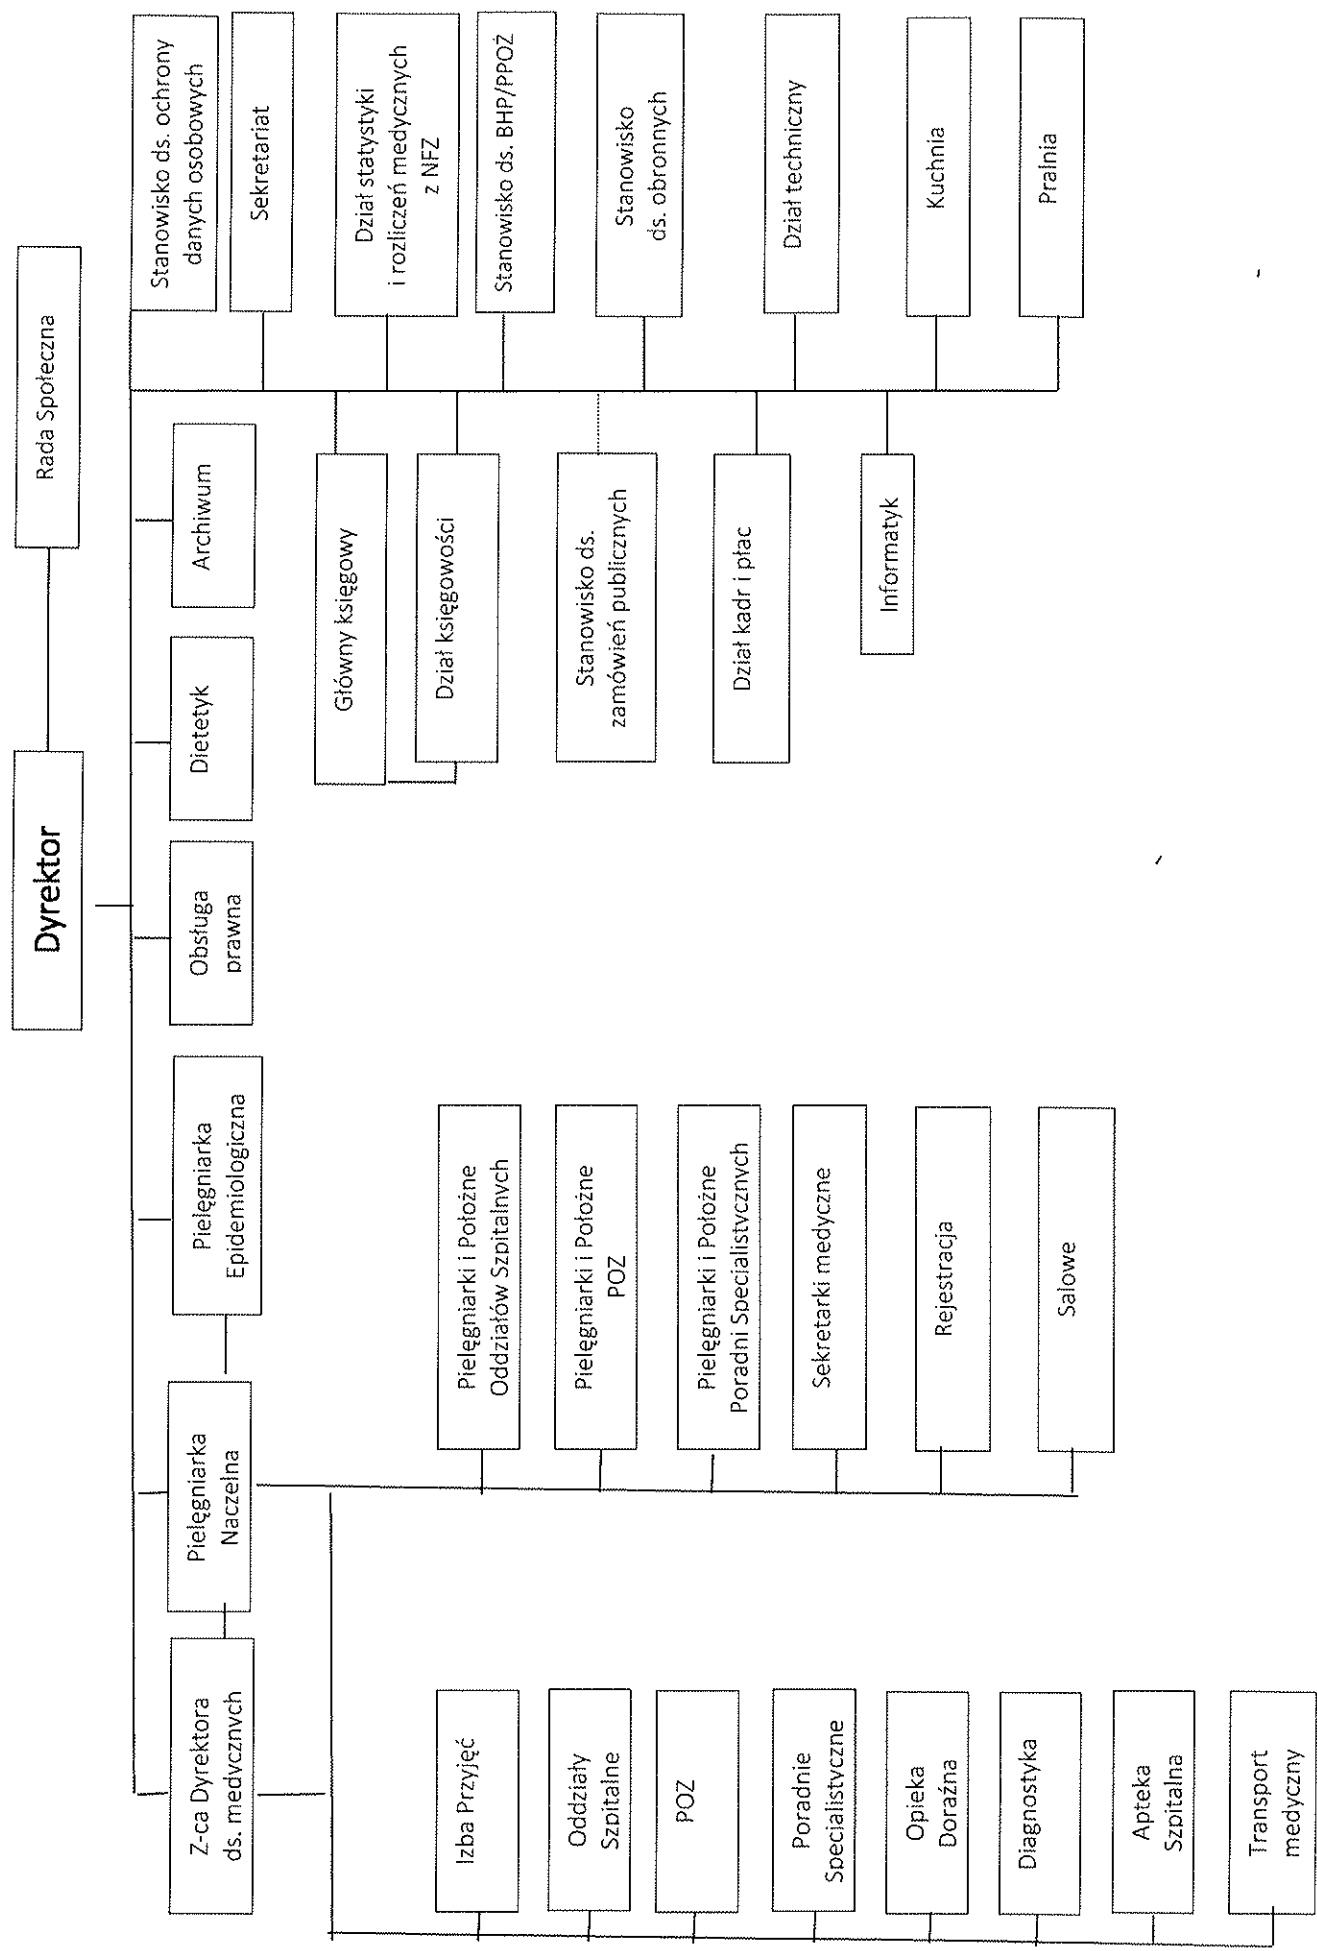 Dyrektor
Rada Społeczna
Z-ca Dyrektora
ds. medycznych
Pielęgniarka
Naczelna
Pielęgniarka
Epidemiologiczna
Obsługa
prawna
Dietetyk
Archiwum
Stanowisko ds. ochrony
danych osobowych
Sekretariat
Dział statystyki
i rozliczeń medycznych
z NFZ
Stanowisko ds. BHP/PPOŻ
Stanowisko
ds. obronnych
Dział techniczny
Kuchnia
Pralnia
Główny księgowy
Dział księgowości
Stanowisko ds.
zamówień publicznych
Dział kadr i płac
Informatyk
Pielęgniarki i Położne
Oddziałów Szpitalnych
Pielęgniarki i Położne
POZ
Pielęgniarki i Położne
Poradni Specjalistycznych
Sekretarki medyczne
Rejestracja
Salowe
Izba Przyjęć
Oddziały
Szpitalne
POZ
Poradnie
Specjalistyczne
Opieka
Doraźna
Diagnostyka
Apteka
Szpitalna
Transport
medyczny